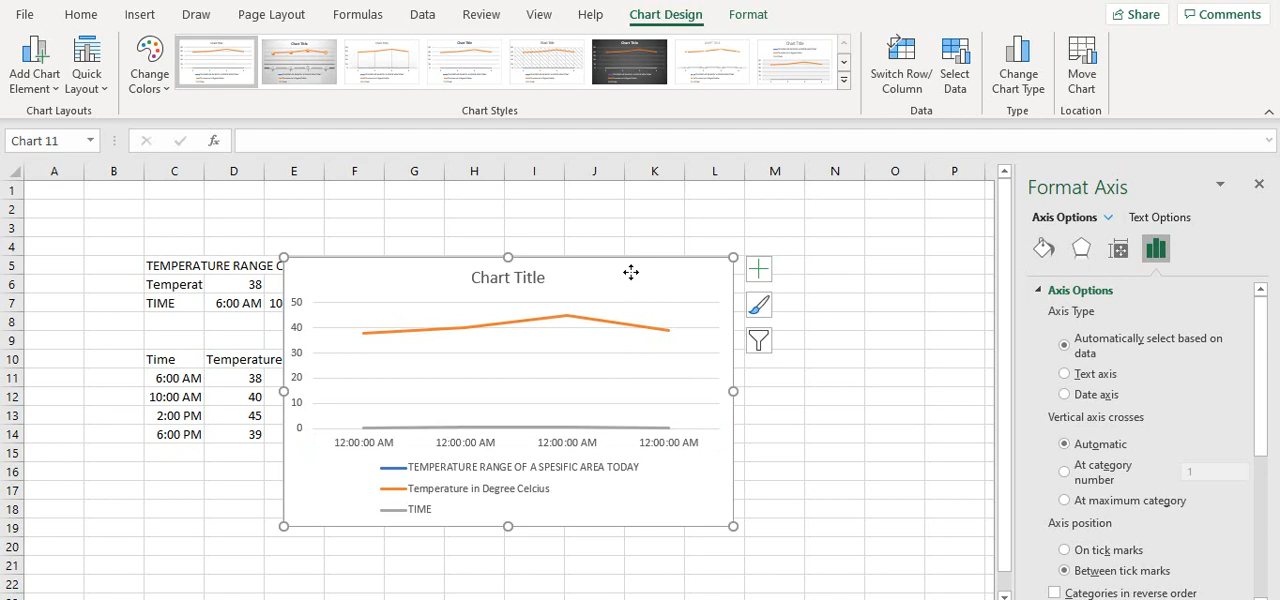 File Home Insert Draw Page Layout Formulas Data Review View Help Chart Design Format Share Comments
Add Chart Element Quick Layout Change Colors Switch Row/ Column Select Data Change Chart Type Move Chart
Chart Layouts Chart Styles Data Type Location
Chart 11 fx
A B C D E F G H I J K L M N O P
Format Axis
Axis Options Text Options
1
2
3
4
5 TEMPERATURE RANGE C
6 Temperat 38
7 TIME 6:00 AM 10
8
9
10 Time Temperature
11 6:00 AM 38
12 10:00 AM 40
13 2:00 PM 45
14 6:00 PM 39
15
16
17
18
19
20
21
22
Chart Title
50
40
30
20
10
0
12:00:00 AM 12:00:00 AM 12:00:00 AM 12:00:00 AM
TEMPERATURE RANGE OF A SPESIFIC AREA TODAY
Temperature in Degree Celcius
TIME
Axis Options
Axis Type
Automatically select based on
data
Text axis
Date axis
Vertical axis crosses
Automatic
At category
number 1
At maximum category
Axis position
On tick marks
Between tick marks
Categories in reverse order